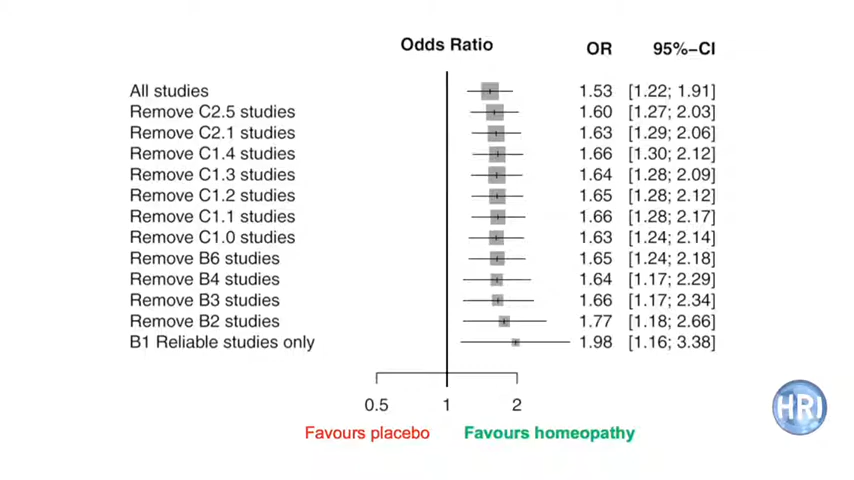 Odds Ratio OR 95%−CI
All studies 1.53 [1.22; 1.91]
Remove C2.5 studies 1.60 [1.27; 2.03]
Remove C2.1 studies 1.63 [1.29; 2.06]
Remove C1.4 studies 1.66 [1.30; 2.12]
Remove C1.3 studies 1.64 [1.28; 2.09]
Remove C1.2 studies 1.65 [1.28; 2.12]
Remove C1.1 studies 1.66 [1.28; 2.17]
Remove C1.0 studies 1.63 [1.24; 2.14]
Remove B6 studies 1.65 [1.24; 2.18]
Remove B4 studies 1.64 [1.17; 2.29]
Remove B3 studies 1.66 [1.17; 2.34]
Remove B2 studies 1.77 [1.18; 2.66]
B1 Reliable studies only 1.98 [1.16; 3.38]
0.5 1 2
Favours placebo Favours homeopathy
HRI